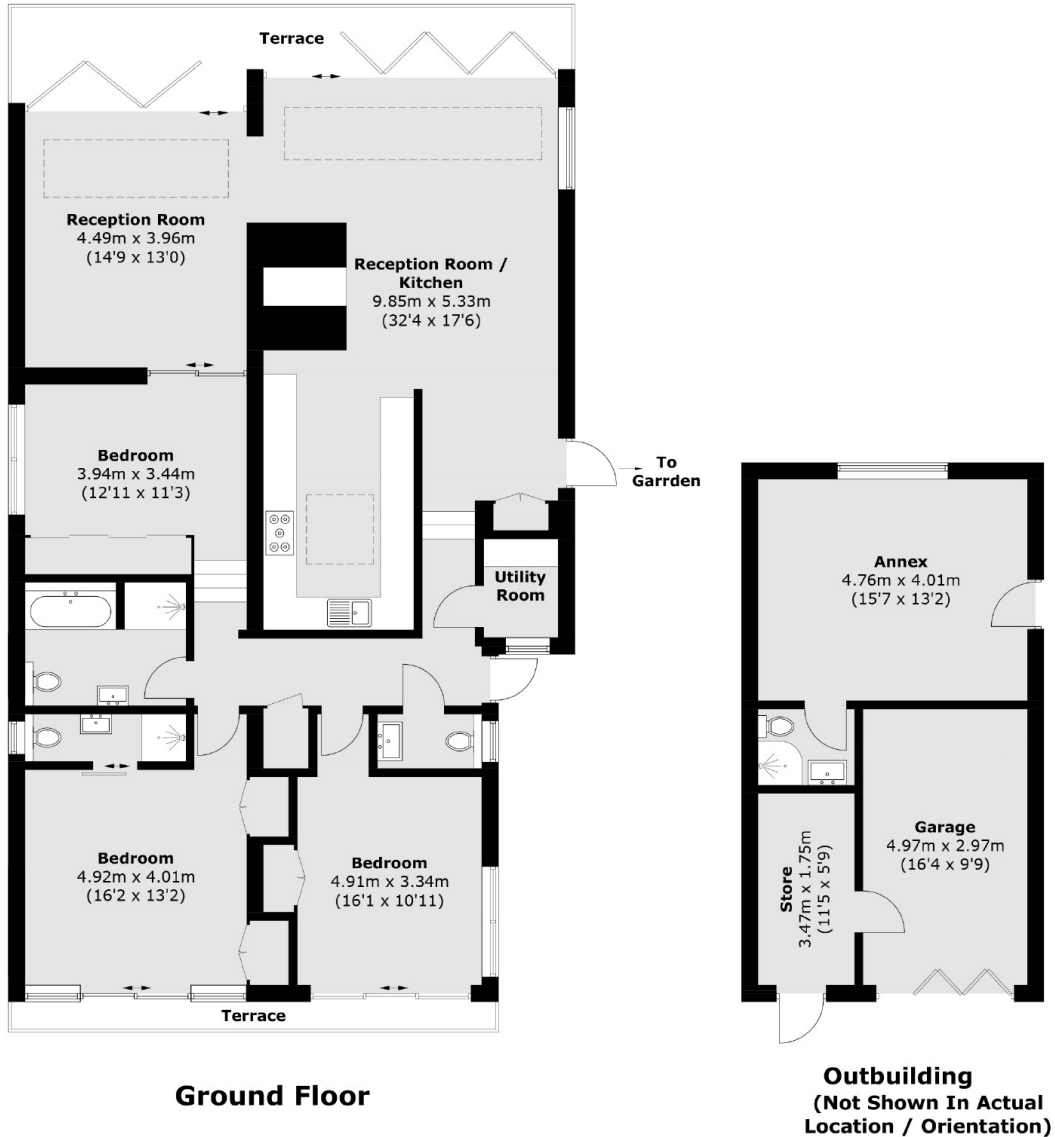 Terrace
Reception Room
4.49m x 3.96m
(14'9 x 13'0)
Reception Room /
Kitchen
9.85m x 5.33m
(32'4 x 17'6)
Bedroom
3.94m x 3.44m
(12'11 x 11'3)
To
Garrden
Utility
Room
Bedroom
4.92m x 4.01m
(16'2 x 13'2)
Bedroom
4.91m x 3.34m
(16'1 x 10'11)
Terrace
Ground Floor
Annex
4.76m x 4.01m
(15'7 x 13'2)
Garage
4.97m x 2.97m
(16'4 x 9'9)
Store
3.47m x 1.75m
(11'5 x 5'9)
Outbuilding
(Not Shown In Actual
Location / Orientation)